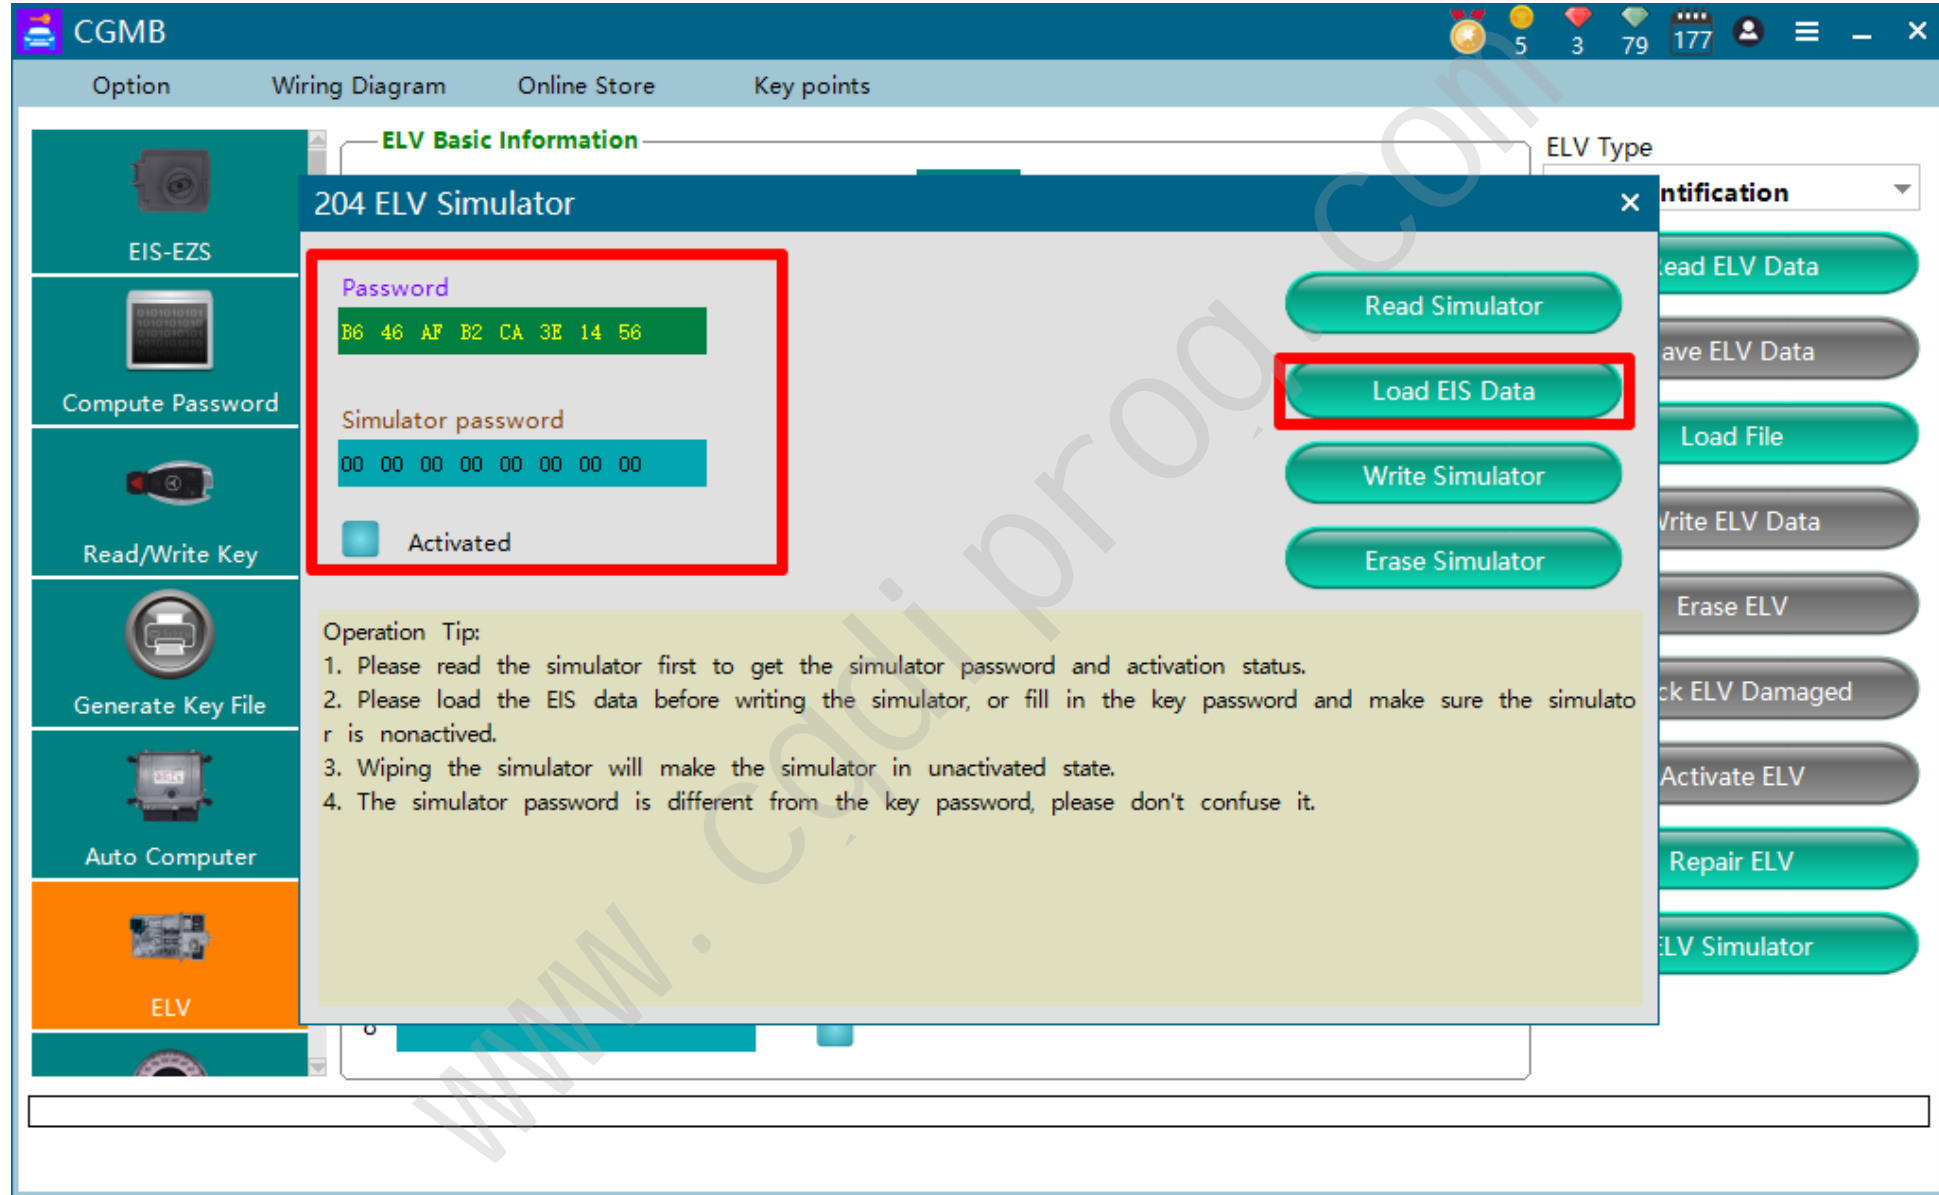 CGMB
5
3
79
177
Option
Wiring Diagram
Online Store
Key points
EIS-EZS
Compute Password
Read/Write Key
Generate Key File
Auto Computer
ELV
ELV Basic Information
204 ELV Simulator
Password
B6 46 AF B2 CA 3E 14 56
Simulator password
00 00 00 00 00 00 00 00
Activated
Read Simulator
Load EIS Data
Write Simulator
Erase Simulator
Operation Tip:
1. Please read the simulator first to get the simulator password and activation status.
2. Please load the EIS data before writing the simulator, or fill in the key password and make sure the simulato
r is nonactived.
3. Wiping the simulator will make the simulator in unactivated state.
4. The simulator password is different from the key password, please don't confuse it.
ELV Type
ntification
ead ELV Data
ave ELV Data
Load File
rite ELV Data
Erase ELV
ck ELV Damaged
Activate ELV
Repair ELV
ELV Simulator
www.cgdiprog.com